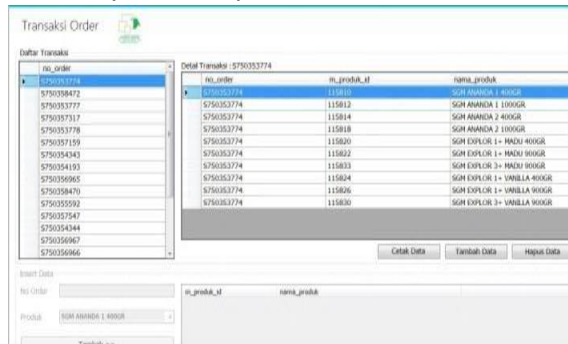 Transaksi Order
Daftar Transaksi
no_order
5750353774
5750358472
5750353777
5750357317
5750353778
5750357159
5750354343
5750354193
5750356965
5750358470
5750355592
5750357547
5750354344
5750356967
5750356966
Detail Transaksi : 5750353774
no_order m_produk_id nama_produk
5750353774 115810 SGM ANANDA 1 400GR
5750353774 115812 SGM ANANDA 1 1000GR
5750353774 115814 SGM ANANDA 2 400GR
5750353774 115818 SGM ANANDA 2 1000GR
5750353774 115820 SGM EXPLOR 1+ MADU 400GR
5750353774 115822 SGM EXPLOR 1+ MADU 900GR
5750353774 115833 SGM EXPLOR 3+ MADU 900GR
5750353774 115824 SGM EXPLOR 1+ VANILLA 400GR
5750353774 115826 SGM EXPLOR 1+ VANILLA 900GR
5750353774 115830 SGM EXPLOR 3+ VANILLA 900GR
Cetak Data Tambah Data Hapus Data
Insert Data
No Order
Produk SGM ANANDA 1 400GR
m_produk_id nama_produk